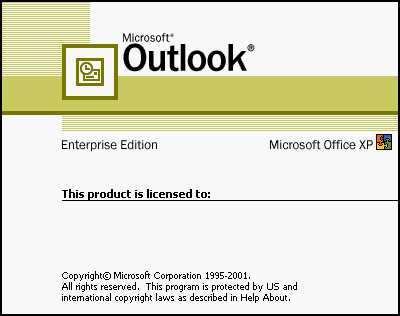 Microsoft®
Outlook®
Enterprise Edition
Microsoft Office XP
This product is licensed to:
Copyright© Microsoft Corporation 1995-2001.
All rights reserved. This program is protected by US and
international copyright laws as described in Help About.